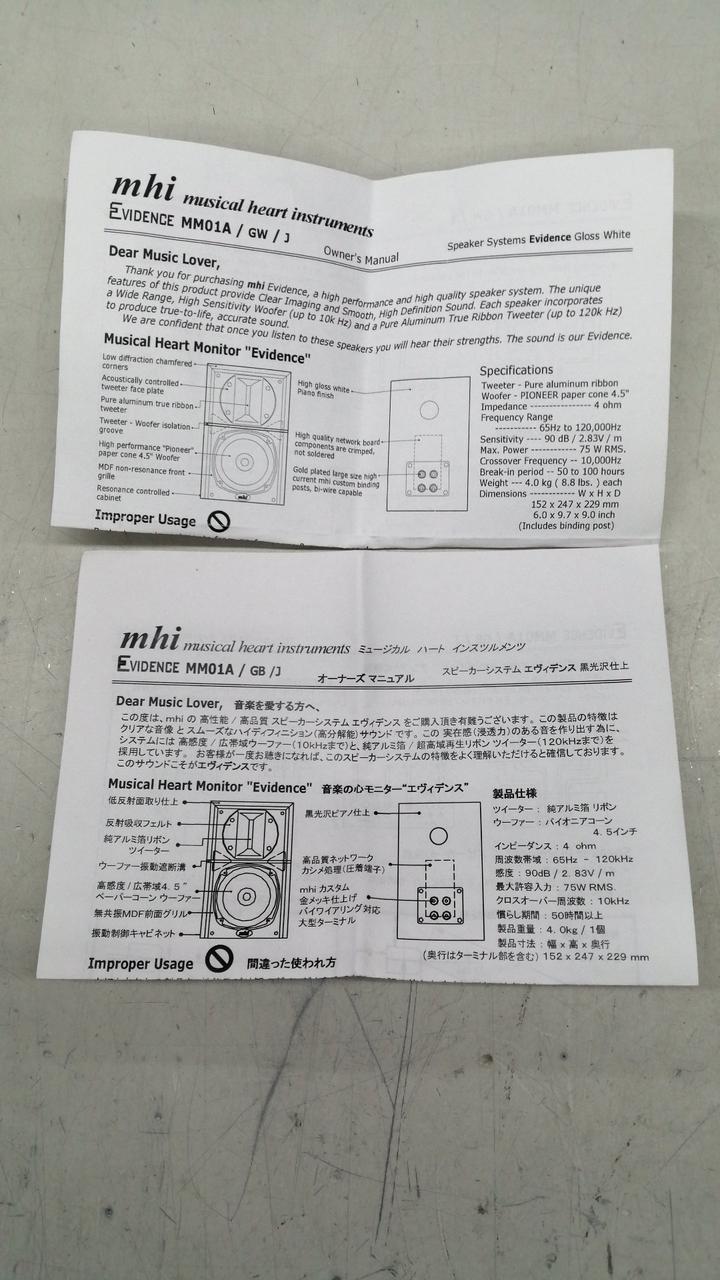 mhi musical heart instruments
EVIDENCE MM01A / GW / J
Owner's Manual
Speaker Systems Evidence Gloss White
Dear Music Lover,
Thank you for purchasing mhi Evidence, a high performance and high quality speaker system. The unique
features of this product provide Clear Imaging and Smooth, High Definition Sound. Each speaker incorporates
a Wide Range, High Sensitivity Woofer (up to 10k Hz) and a Pure Aluminum True Ribbon Tweeter (up to 120k Hz)
to produce true-to-life, accurate sound.
We are confident that once you listen to these speakers you will hear their strengths. The sound is our Evidence.
Musical Heart Monitor "Evidence"
Low diffraction chamfered
corners
Acoustically controlled
tweeter face plate
Pure aluminum true ribbon
tweeter
Tweeter - Woofer isolation
groove
High performance "Pioneer"
paper cone 4.5" Woofer
MDF non-resonance front
grille
Resonance controlled
cabinet
mhi
High gloss white
Piano finish
High quality network board
components are crimped,
not soldered
Gold plated large size high
current mhi custom binding
posts, bi-wire capable
Specifications
Tweeter - Pure aluminum ribbon
Woofer - PIONEER paper cone 4.5"
Impedance ---------------- 4 ohm
Frequency Range
----------- 65Hz to 120,000Hz
Sensitivity ---- 90 dB / 2.83V / m
Max. Power ----------- 75 W RMS.
Crossover Frequency -- 10,000Hz
Break-in period -- 50 to 100 hours
Weight --- 4.0 kg ( 8.8 lbs. ) each
Dimensions ------------ W x H x D
152 x 247 x 229 mm
6.0 x 9.7 x 9.0 inch
(Includes binding post)
Improper Usage
mhi musical heart instruments ミュージカル ハート インスツルメンツ
EVIDENCE MM01A / GB /J
オーナーズ マニュアル
スピーカーシステム エヴィデンス 黒光沢仕上
Dear Music Lover, 音楽を愛する方へ、
この度は、mhi の 高性能 / 高品質 スピーカーシステム エヴィデンス をご購入頂き有難うございます。この製品の特徴は
クリアな音像 と スムーズなハイディフィニション(高分解能)サウンド です。この 実在感(浸透力)のある音を作り出す為に、
システムには 高感度 / 広帯域ウーファー(10kHzまで)と、純アルミ箔 / 超高域再生リボン ツイーター(120kHzまで)を
採用しています。 お客様が一度お聴きになれば、このスピーカーシステムの特徴をよく理解いただけると確信しております。
このサウンドこそがエヴィデンスです。
Musical Heart Monitor "Evidence" 音楽の心モニター"エヴィデンス"
低反射面取り仕上
反射吸収フェルト
純アルミ箔リボン
ツイーター
ウーファー振動遮断溝
高感度/広帯域4.5"
ペーパーコーン ウーファー
無共振MDF前面グリル
振動制御キャビネット
mhi
黒光沢ピアノ仕上
高品質ネットワーク
カシメ処理(圧着端子)
mhi カスタム
金メッキ仕上げ
バイワイアリング対応
大型ターミナル
製品仕様
ツイーター : 純アルミ箔 リボン
ウーファー : パイオニアコーン
4.5インチ
インピーダンス : 4 ohm
周波数帯域 : 65Hz - 120kHz
感度 : 90dB / 2.83V / m
最大許容入力 : 75W RMS.
クロスオーバー周波数 : 10kHz
慣らし期間 : 50時間以上
製品重量 : 4.0kg / 1個
製品寸法 : 幅 x 高 x 奥行
(奥行はターミナル部を含む) 152 x 247 x 229 mm
Improper Usage 間違った使われ方